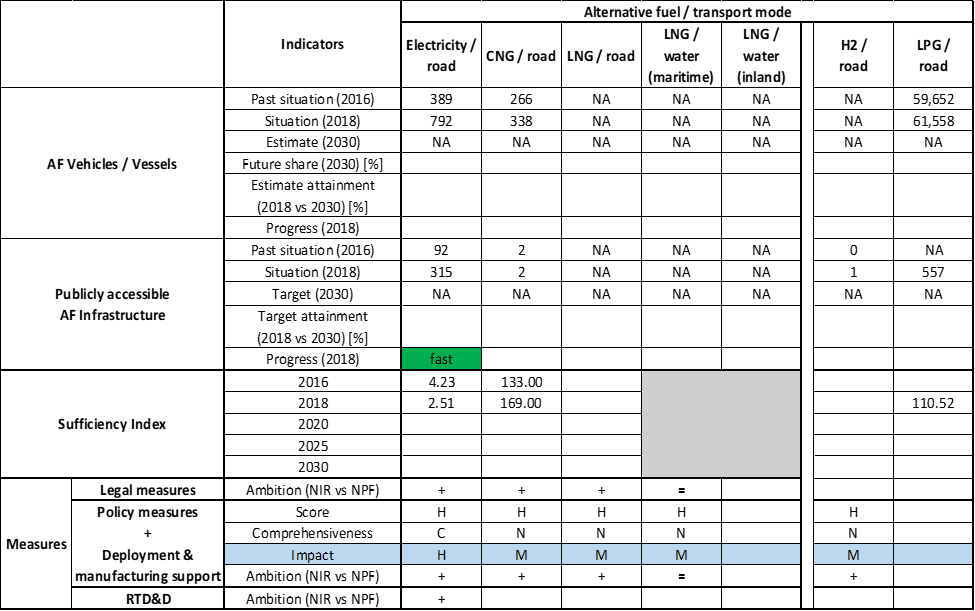 Alternative fuel / transport mode
Indicators
Electricity / road
CNG / road
LNG / road
LNG / water (maritime)
LNG / water (inland)
H2 / road
LPG / road
AF Vehicles / Vessels
Past situation (2016) 389 266 NA NA NA NA 59,652
Situation (2018) 792 338 NA NA NA NA 61,558
Estimate (2030) NA NA NA NA NA NA NA
Future share (2030) [%]
Estimate attainment
(2018 vs 2030) [%]
Progress (2018)
Publicly accessible
AF Infrastructure
Past situation (2016) 92 2 NA NA NA 0 NA
Situation (2018) 315 2 NA NA NA 1 557
Target (2030) NA NA NA NA NA NA NA
Target attainment
(2018 vs 2030) [%]
Progress (2018) fast
Sufficiency Index
2016 4.23 133.00
2018 2.51 169.00 110.52
2020
2025
2030
Measures
Legal measures Ambition (NIR vs NPF) + + + =
Policy measures
+
Deployment &
manufacturing support
Score H H H H H
Comprehensiveness C N N N N
Impact H M M M M
Ambition (NIR vs NPF) + + + = +
RTD&D Ambition (NIR vs NPF) +